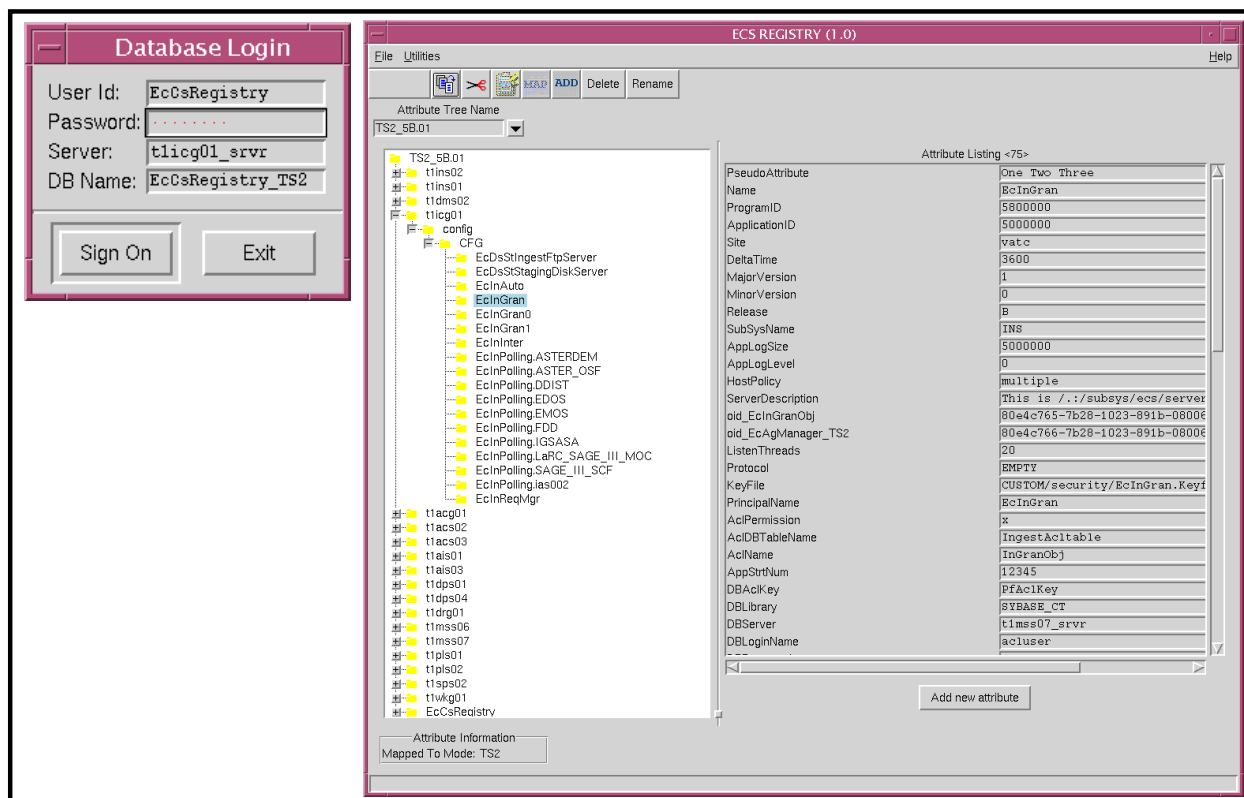 Database Login
User Id: EcCsRegistry
Password: ········
Server: t1icg01_srvr
DB Name: EcCsRegistry_TS2
Sign On Exit
ECS REGISTRY (1.0)
File Utilities Help
MAP ADD Delete Rename
Attribute Tree Name
TS2_5B.01
TS2_5B.01
t1ins02
t1ins01
t1dms02
t1icg01
config
CFG
EcDsStIngestFtpServer
EcDsStStagingDiskServer
EcInAuto
EcInGran
EcInGran0
EcInGran1
EcInInter
EcInPolling.ASTERDEM
EcInPolling.ASTER_OSF
EcInPolling.DDIST
EcInPolling.EDOS
EcInPolling.EMOS
EcInPolling.FDD
EcInPolling.IGSASA
EcInPolling.LaRC_SAGE_III_MOC
EcInPolling.SAGE_III_SCF
EcInPolling.ias002
EcInReqMgr
t1acg01
t1acs02
t1acs03
t1ais01
t1ais03
t1dps01
t1dps04
t1drg01
t1mss06
t1mss07
t1pls01
t1pls02
t1sps02
t1wkg01
EcCsRegistry
Attribute Listing <75>
PseudoAttribute One Two Three
Name EcInGran
ProgramID 5800000
ApplicationID 5000000
Site vatc
DeltaTime 3600
MajorVersion 1
MinorVersion 0
Release B
SubSysName INS
AppLogSize 5000000
AppLogLevel 0
HostPolicy multiple
ServerDescription This is /.:/subsys/ecs/server
oid_EcInGranObj 80e4c765-7b28-1023-891b-08006
oid_EcAgManager_TS2 80e4c766-7b28-1023-891b-08006
ListenThreads 20
Protocol EMPTY
KeyFile CUSTOM/security/EcInGran.Keyf
PrincipalName EcInGran
AclPermission x
AclDBTableName IngestAcltable
AclName InGranObj
AppStrtNum 12345
DBAclKey PfAclKey
DBLibrary SYBASE_CT
DBServer t1mss07_srvr
DBLoginName acluser
Add new attribute
Attribute Information
Mapped To Mode: TS2